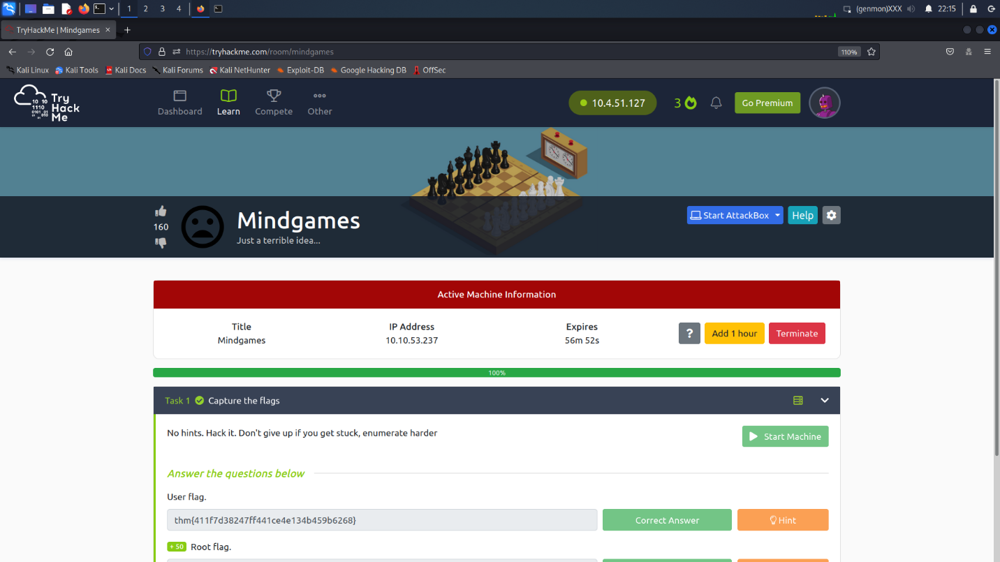 1 2 3 4 (genmon)XXX 22:15
TryHackMe | Mindgames
https://tryhackme.com/room/mindgames 110%
Kali Linux Kali Tools Kali Docs Kali Forums Kali NetHunter Exploit-DB Google Hacking DB OffSec
Try
Hack
Me
Dashboard Learn Compete Other
10.4.51.127
3
Go Premium
160
Mindgames
Just a terrible idea...
Start AttackBox Help
Active Machine Information
Title IP Address Expires
Mindgames 10.10.53.237 56m 52s
? Add 1 hour Terminate
100%
Task 1 Capture the flags
No hints. Hack it. Don't give up if you get stuck, enumerate harder
Start Machine
Answer the questions below
User flag.
thm{411f7d38247ff441ce4e134b459b6268} Correct Answer Hint
+ 50 Root flag.